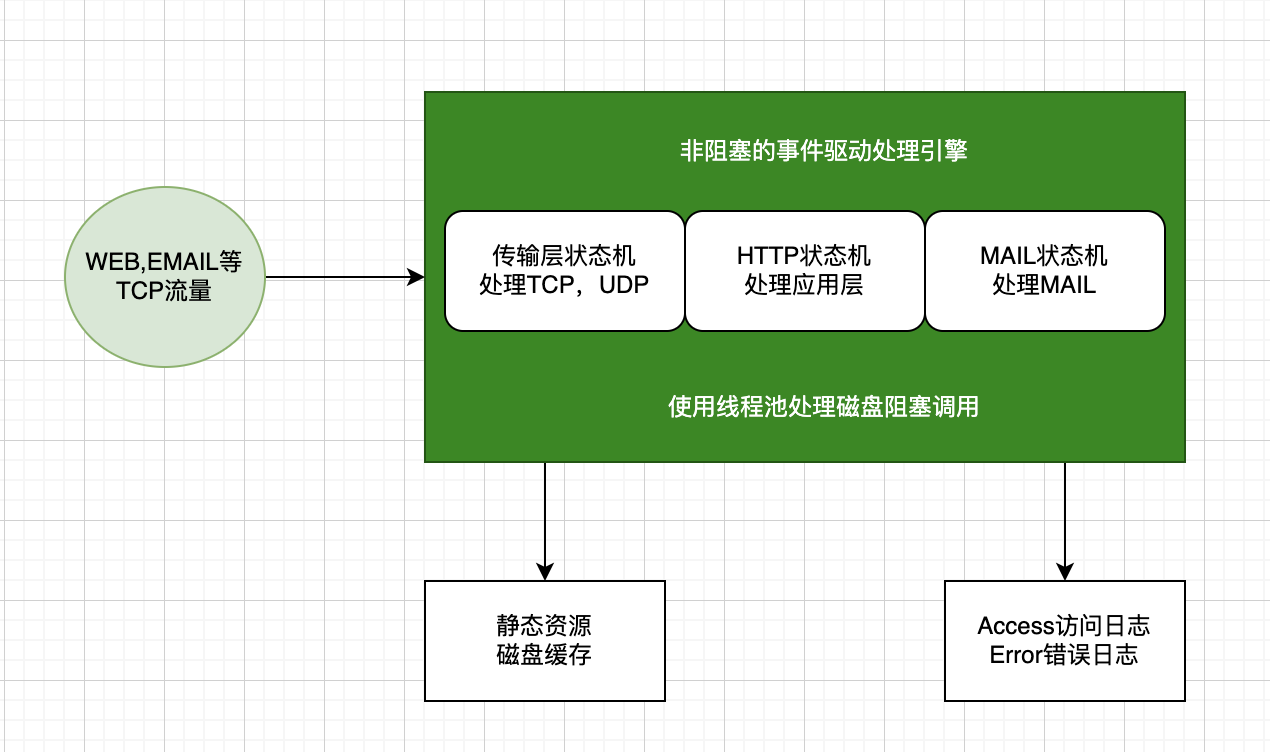 非阻塞的事件驱动处理引擎
WEB,EMAIL等
TCP流量
传输层状态机
处理TCP，UDP
HTTP状态机
处理应用层
MAIL状态机
处理MAIL
使用线程池处理磁盘阻塞调用
静态资源
磁盘缓存
Access访问日志
Error错误日志